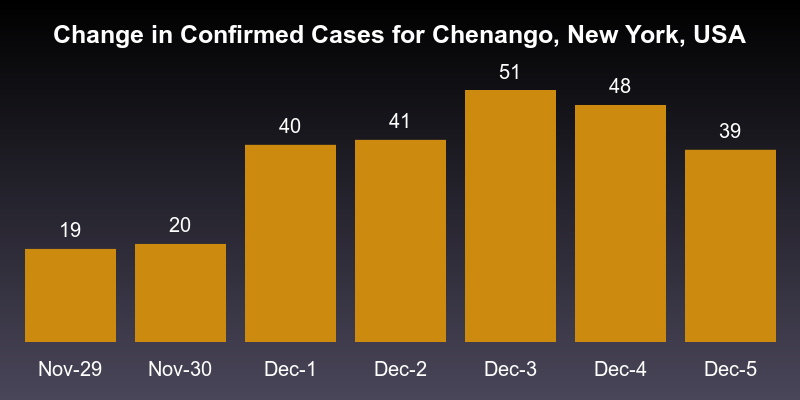 Change in Confirmed Cases for Chenango, New York, USA
19
20
40
41
51
48
39
Nov-29
Nov-30
Dec-1
Dec-2
Dec-3
Dec-4
Dec-5